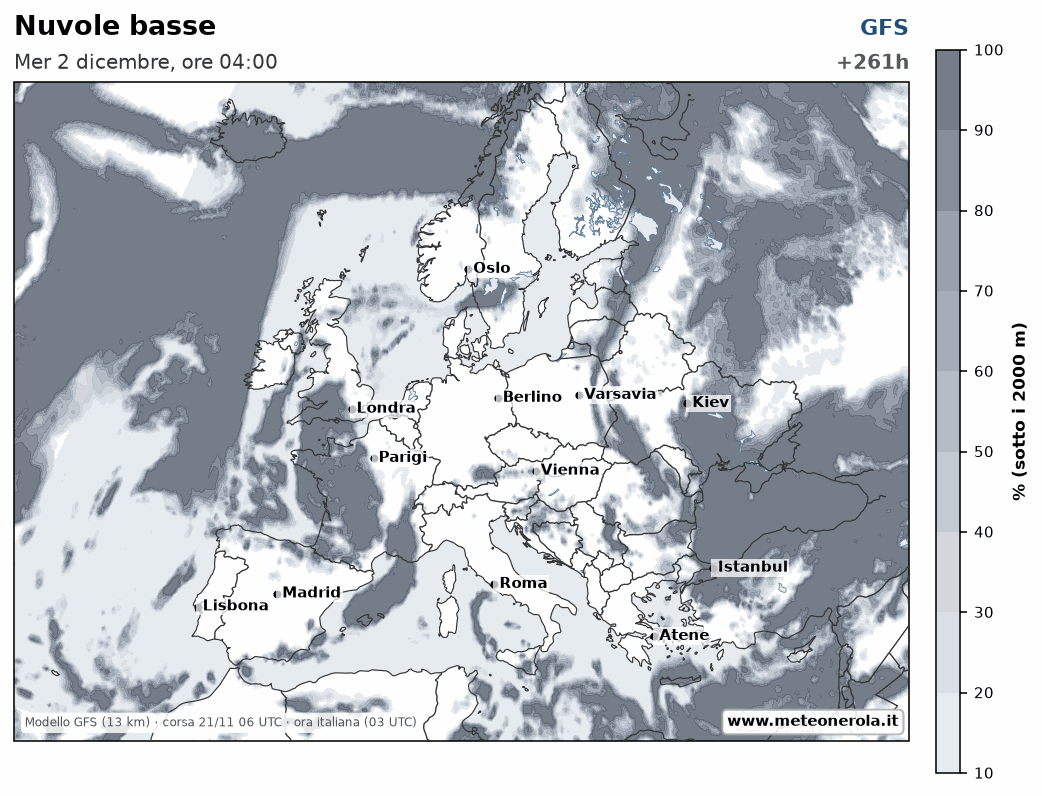 Nuvole basse
GFS
Mer 2 dicembre, ore 04:00
+261h
100
90
80
70
60
50
40
30
20
10
% (sotto i 2000 m)
Oslo
Berlino
Varsavia
Kiev
Londra
Parigi
Vienna
Istanbul
Roma
Madrid
Lisbona
Atene
Modello GFS (13 km) · corsa 21/11 06 UTC · ora italiana (03 UTC)
www.meteonerola.it